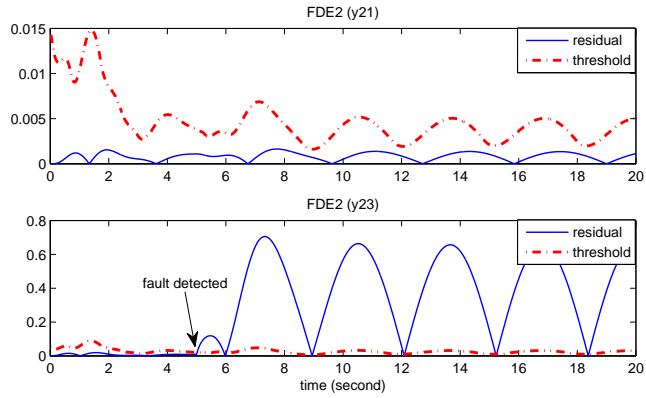 FDE2 (y21)
0.015
0.01
0.005
0
residual
threshold
0 2 4 6 8 10 12 14 16 18 20
FDE2 (y23)
0.8
0.6
0.4
0.2
0
residual
threshold
fault detected
0 2 4 6 8 10 12 14 16 18 20
time (second)